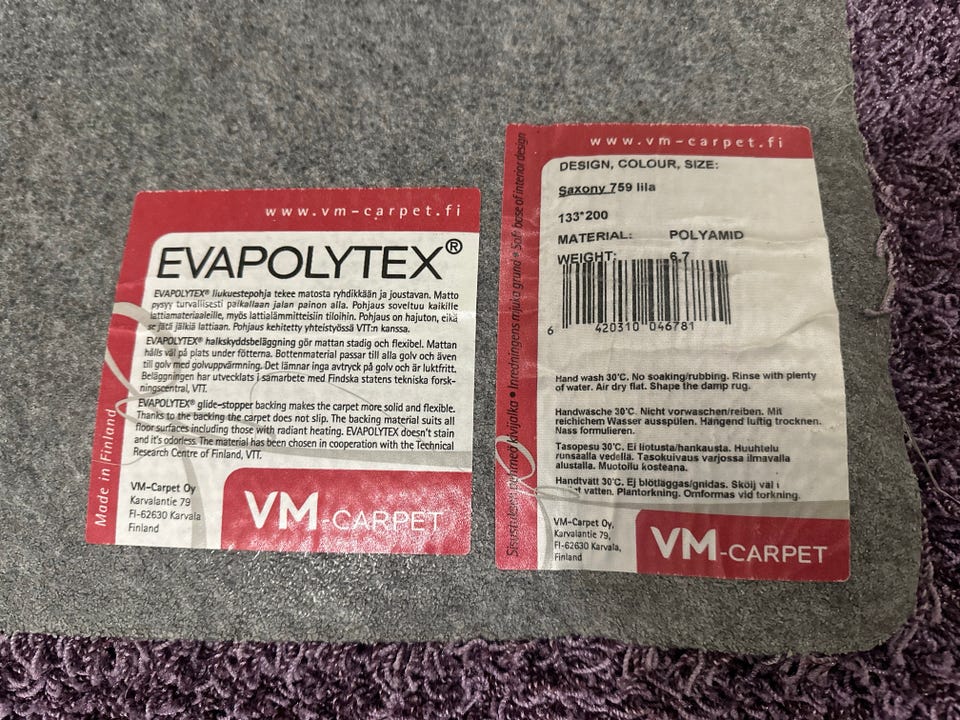 www.vm-carpet.fi
EVAPOLYTEX®
EVAPOLYTEX® liukuestepohja tekee matosta ryhdikkään ja joustavan. Matto
pysyy turvallisesti paikallaan jalan painon alla. Pohjaus soveltuu kaikille
lattiamateriaaleille, myös lattialämmitteisiin tiloihin. Pohjaus on hajuton, eikä
se jätä jälkiä lattiaan. Pohjaus kehitetty yhteistyössä VTT:n kanssa.
EVAPOLYTEX® halkskyddsbeläggning gör mattan stadig och flexibel. Mattan
hålls väl på plats under fötterna. Bottenmaterial passar till alla golv och även
till golv med golvuppvärmning. Det lämnar inga avtryck på golv och är luktfritt.
Beläggningen har utvecklats i samarbete med Findska statens tekniska forsk-
ningscentral, VTT.
EVAPOLYTEX® glide-stopper backing makes the carpet more solid and flexible.
Thanks to the backing the carpet does not slip. The backing material suits all
floor surfaces including those with radiant heating. EVAPOLYTEX doesn't stain
and it's odorless. The material has been chosen in cooperation with the Technical
Research Centre of Finland, VTT.
Made in Finland
VM-Carpet Oy
Karvalantie 79
FI-62630 Karvala
Finland
VM-CARPET
www.vm-carpet.fi
DESIGN, COLOUR, SIZE:
Saxony 759 lila
133*200
MATERIAL: POLYAMID
WEIGHT: 6.7
6 420310 046781
Hand wash 30'C. No soaking/rubbing. Rinse with plenty
of water. Air dry flat. Shape the damp rug.
Handwäsche 30'C. Nicht vorwaschen/reiben. Mit
reichichem Wasser ausspülen. Hängend luftig trocknen.
Nass formulieren.
Tasopesu 30'C. Ei liotusta/hankausta. Huuhtelu
runsaalla vedellä. Tasokuivaus varjossa ilmavalla
alustalla. Muotoilu kosteana.
Handtvätt 30'C. Ej blötläggas/gnidas. Skölj väl i
vatten. Plantorkning. Omformas vid torkning.
kivijalka • Inredningens mjuka grund • Soft base of interior design
VM-Carpet Oy,
Karvalantie 79,
FI-62630 Karvala,
Finland
VM-CARPET